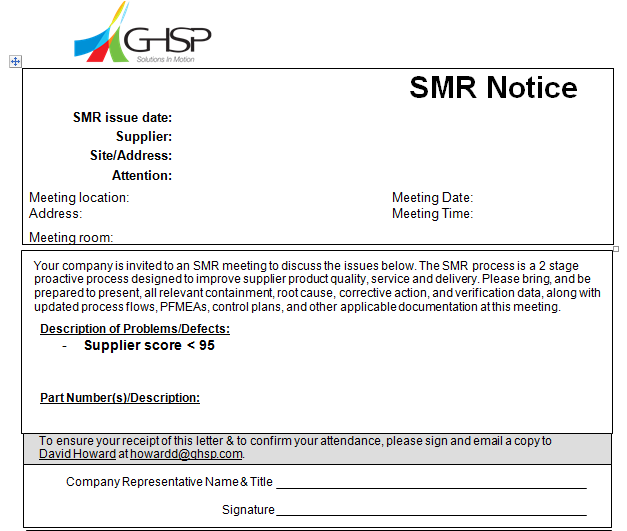 GHSP
Solutions In Motion
SMR Notice
SMR issue date:
Supplier:
Site/Address:
Attention:
Meeting location:
Meeting Date:
Address:
Meeting Time:
Meeting room:
Your company is invited to an SMR meeting to discuss the issues below. The SMR process is a 2 stage
proactive process designed to improve supplier product quality, service and delivery. Please bring, and be
prepared to present, all relevant containment, root cause, corrective action, and verification data, along with
updated process flows, PFMEAs, control plans, and other applicable documentation at this meeting.
Description of Problems/Defects:
- Supplier score < 95
Part Number(s)/Description:
To ensure your receipt of this letter & to confirm your attendance, please sign and email a copy to
David Howard at howardd@ghsp.com.
Company Representative Name & Title
Signature